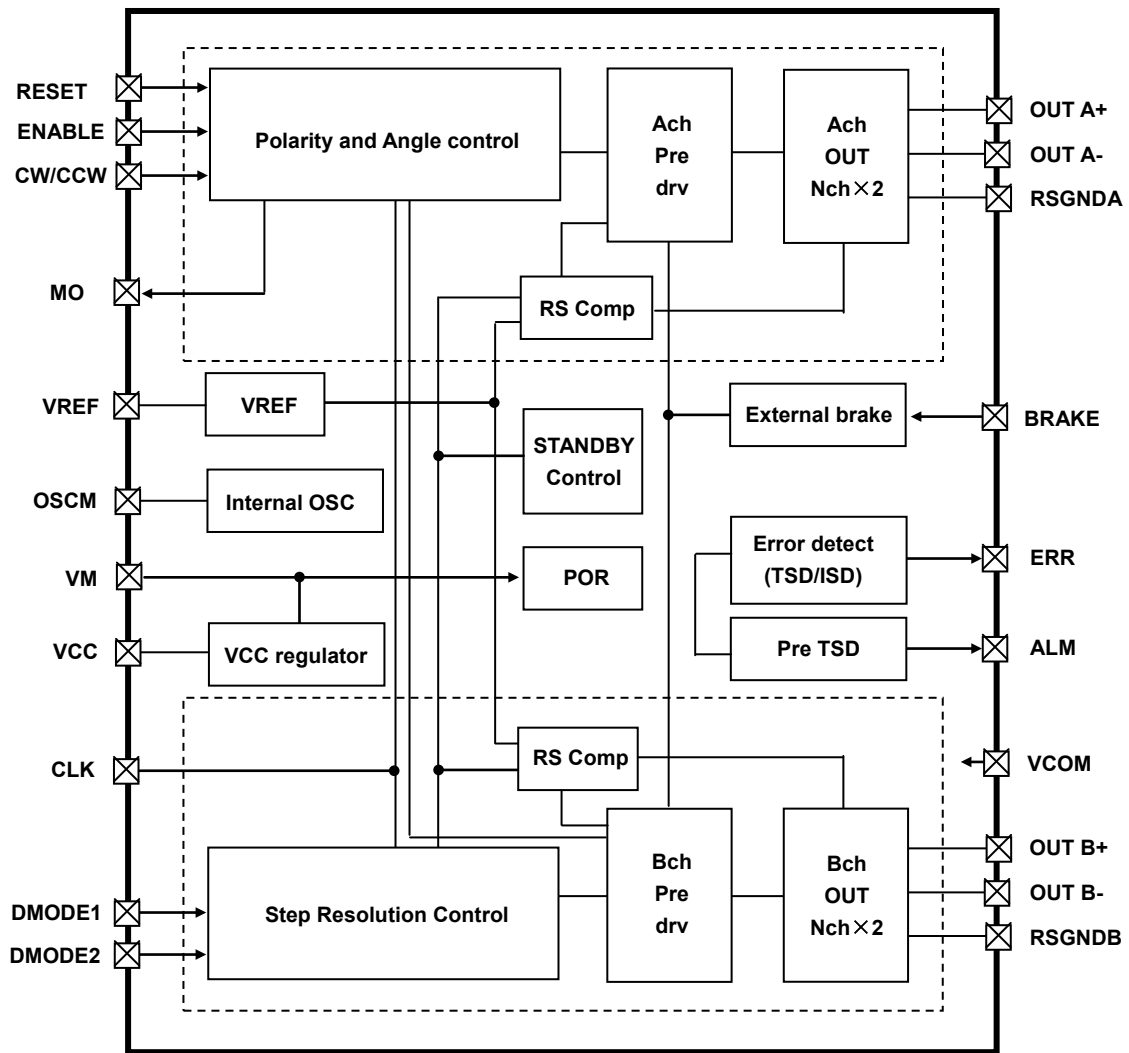 RESET
ENABLE
CW/CCW
MO
VREF
OSCM
VM
VCC
CLK
DMODE1
DMODE2
Polarity and Angle control
Ach
Pre
drv
Ach
OUT
Nch×2
RS Comp
VREF
Internal OSC
VCC regulator
STANDBY
Control
POR
External brake
Error detect
(TSD/ISD)
Pre TSD
RS Comp
Step Resolution Control
Bch
Pre
drv
Bch
OUT
Nch×2
OUT A+
OUT A-
RSGNDA
BRAKE
ERR
ALM
VCOM
OUT B+
OUT B-
RSGNDB